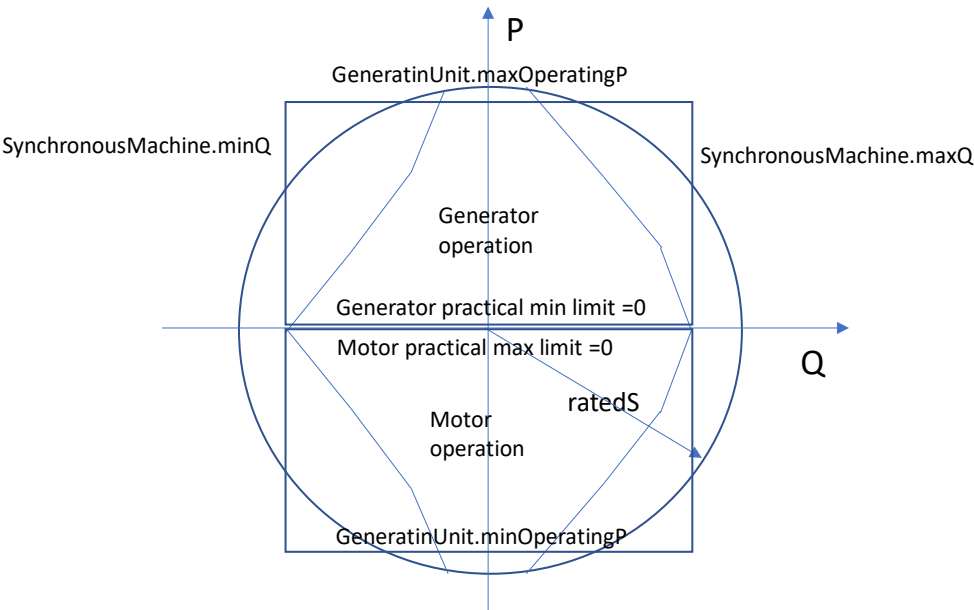 P
GeneratinUnit.maxOperatingP
SynchronousMachine.minQ
SynchronousMachine.maxQ
Generator
operation
Generator practical min limit =0
Motor practical max limit =0
Q
ratedS
Motor
operation
GeneratinUnit.minOperatingP